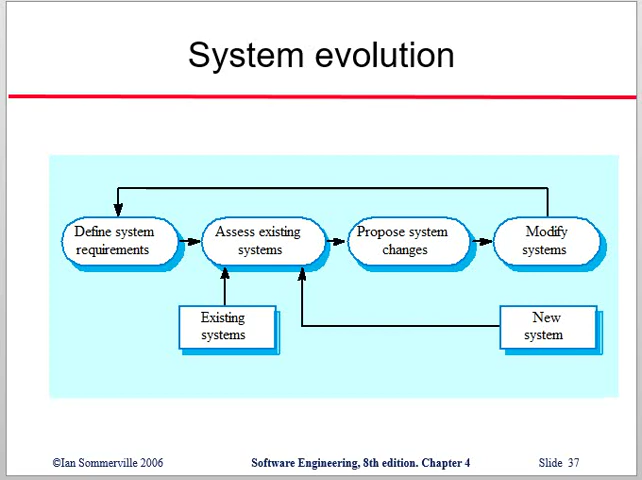 System evolution
Define system
requirements
Assess existing
systems
Propose system
changes
Modify
systems
Existing
systems
New
system
©Ian Sommerville 2006
Software Engineering, 8th edition. Chapter 4
Slide 37